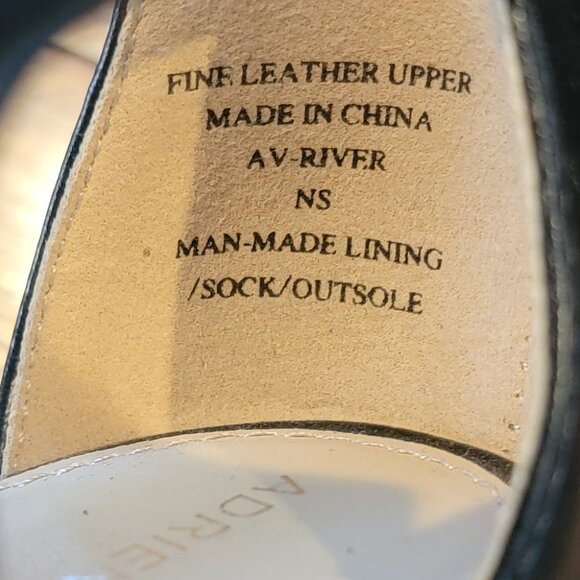 FINE LEATHER UPPER
MADE IN CHINA
AV-RIVER
NS
MAN-MADE LINING
/SOCK/OUTSOLE
ADRIE